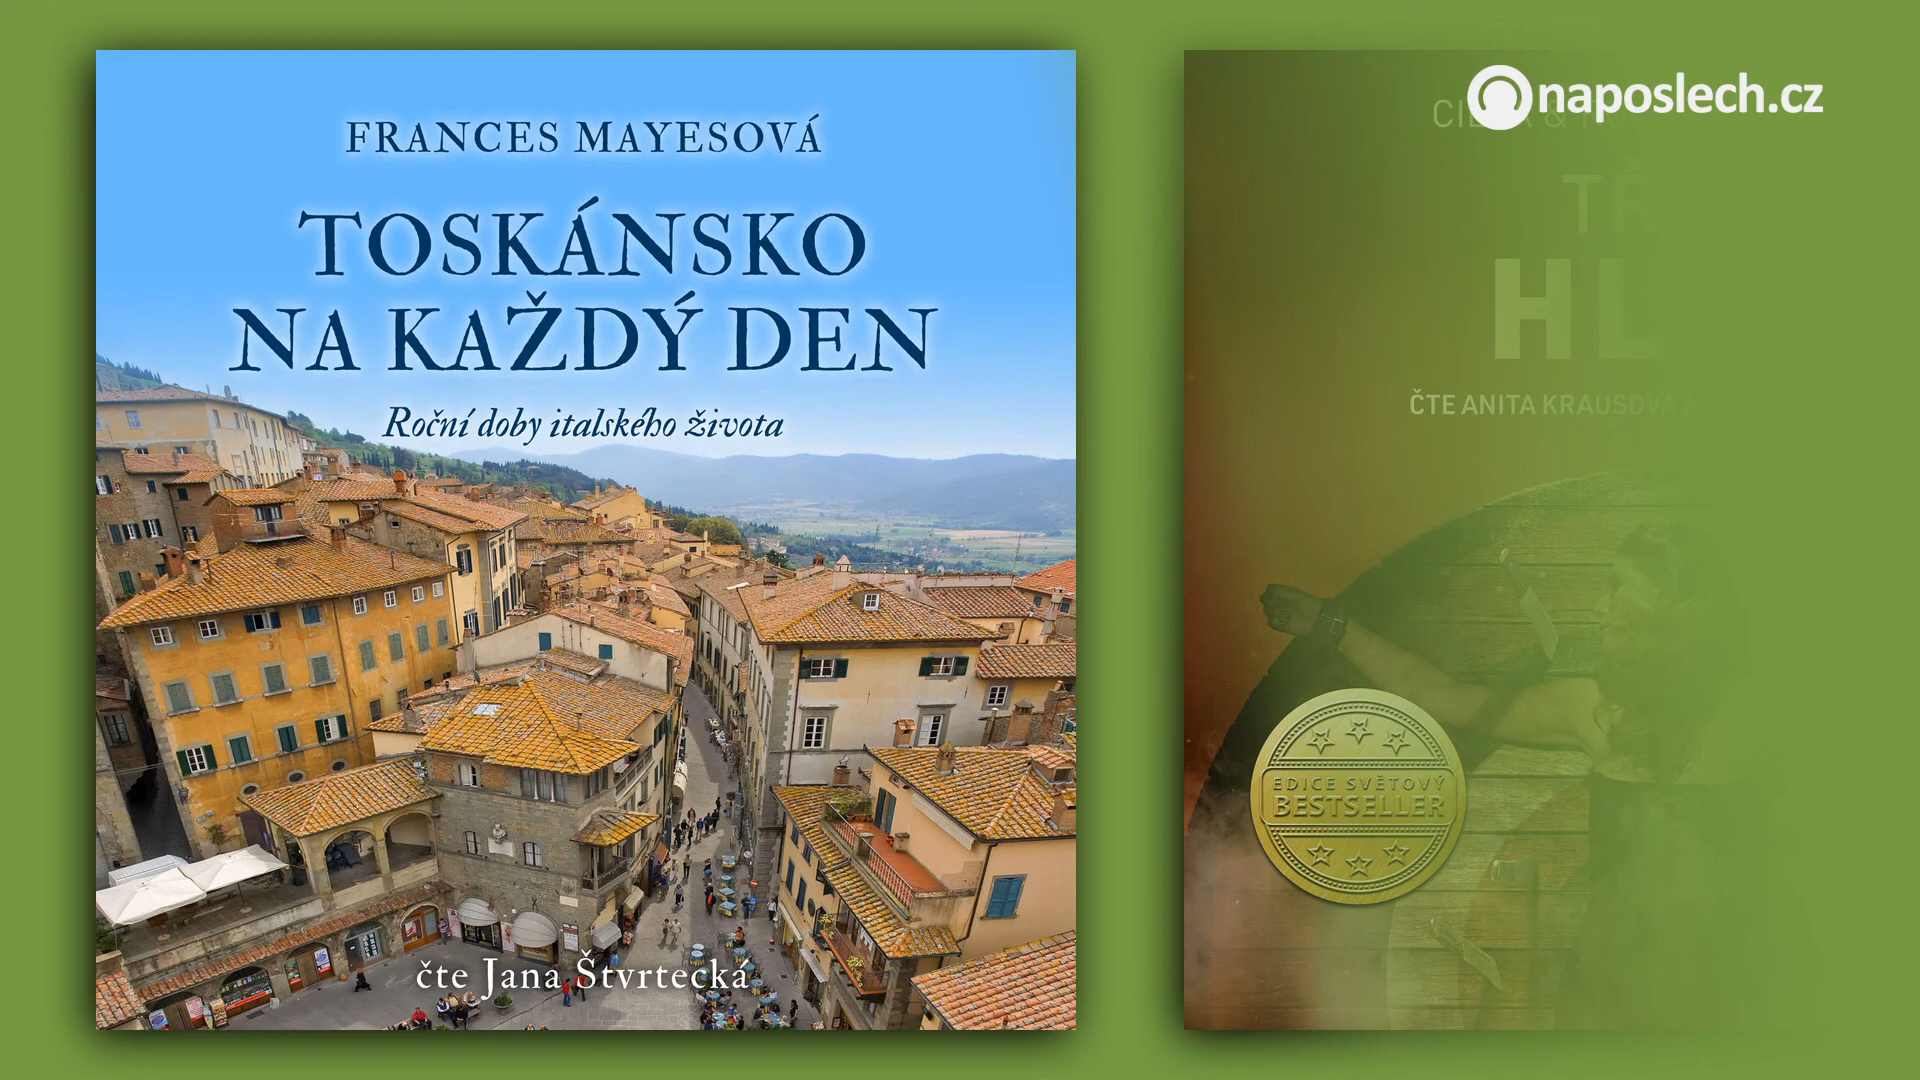 FRANCES MAYESOVÁ
TOSKÁNSKO
NA KAŽDÝ DEN
Roční doby italského života
čte Jana Štvrtecká
naposlech.cz
ČTE ANITA KRAUSOVÁ
EDICE SVĚTOVÝ
BESTSELLER